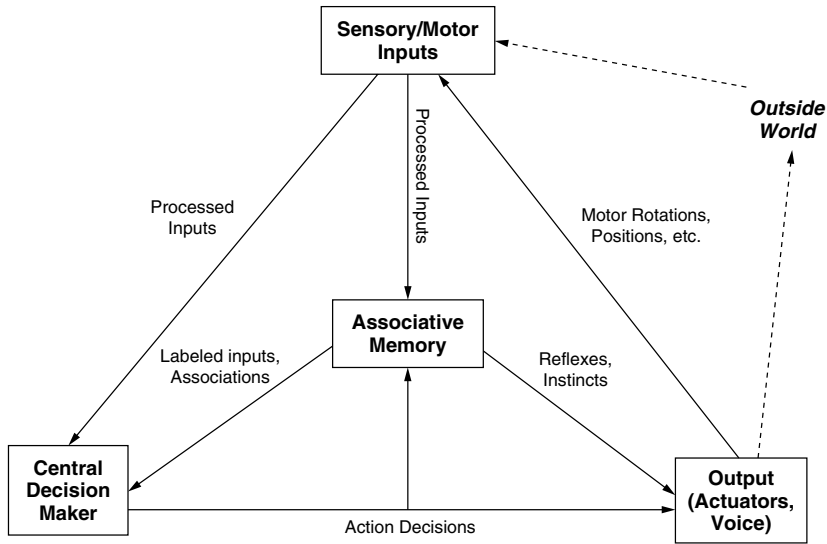 Sensory/Motor
Inputs
Outside
World
Processed Inputs
Processed
Inputs
Motor Rotations,
Positions, etc.
Associative
Memory
Labeled inputs,
Associations
Reflexes,
Instincts
Central
Decision
Maker
Output
(Actuators,
Voice)
Action Decisions